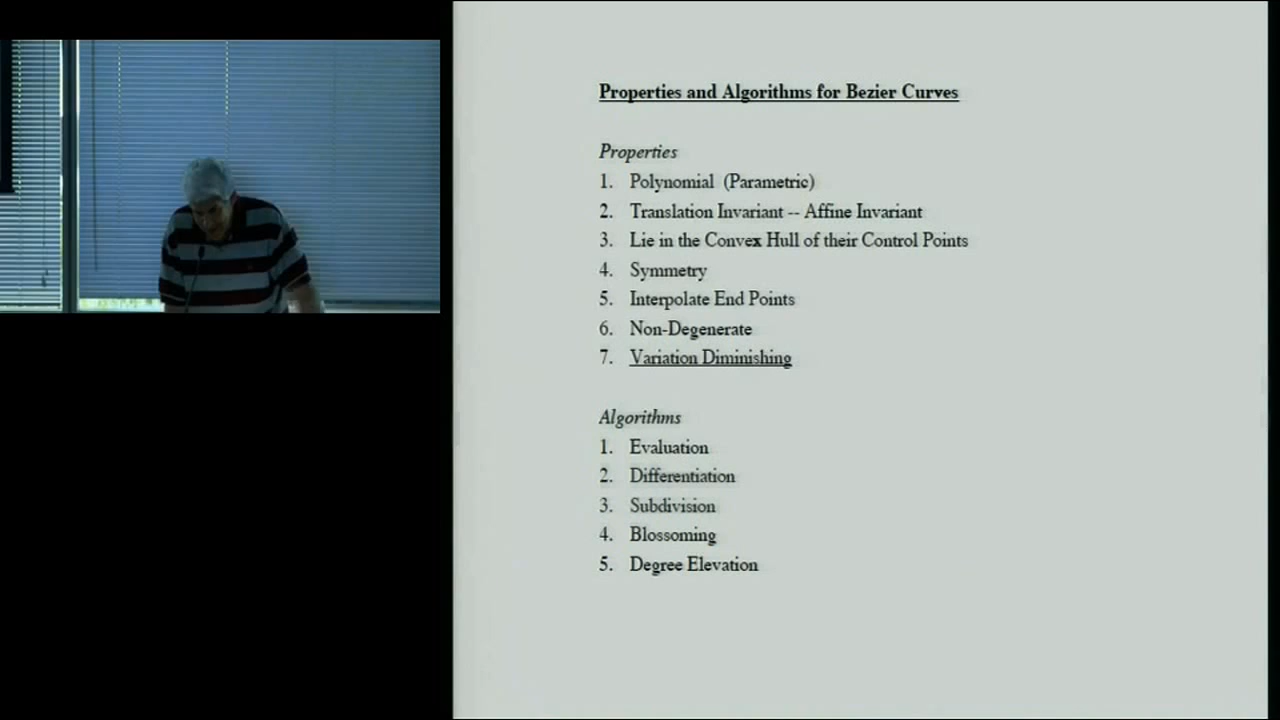 Properties and Algorithms for Bezier Curves
Properties
1. Polynomial (Parametric)
2. Translation Invariant -- Affine Invariant
3. Lie in the Convex Hull of their Control Points
4. Symmetry
5. Interpolate End Points
6. Non-Degenerate
7. Variation Diminishing
Algorithms
1. Evaluation
2. Differentiation
3. Subdivision
4. Blossoming
5. Degree Elevation